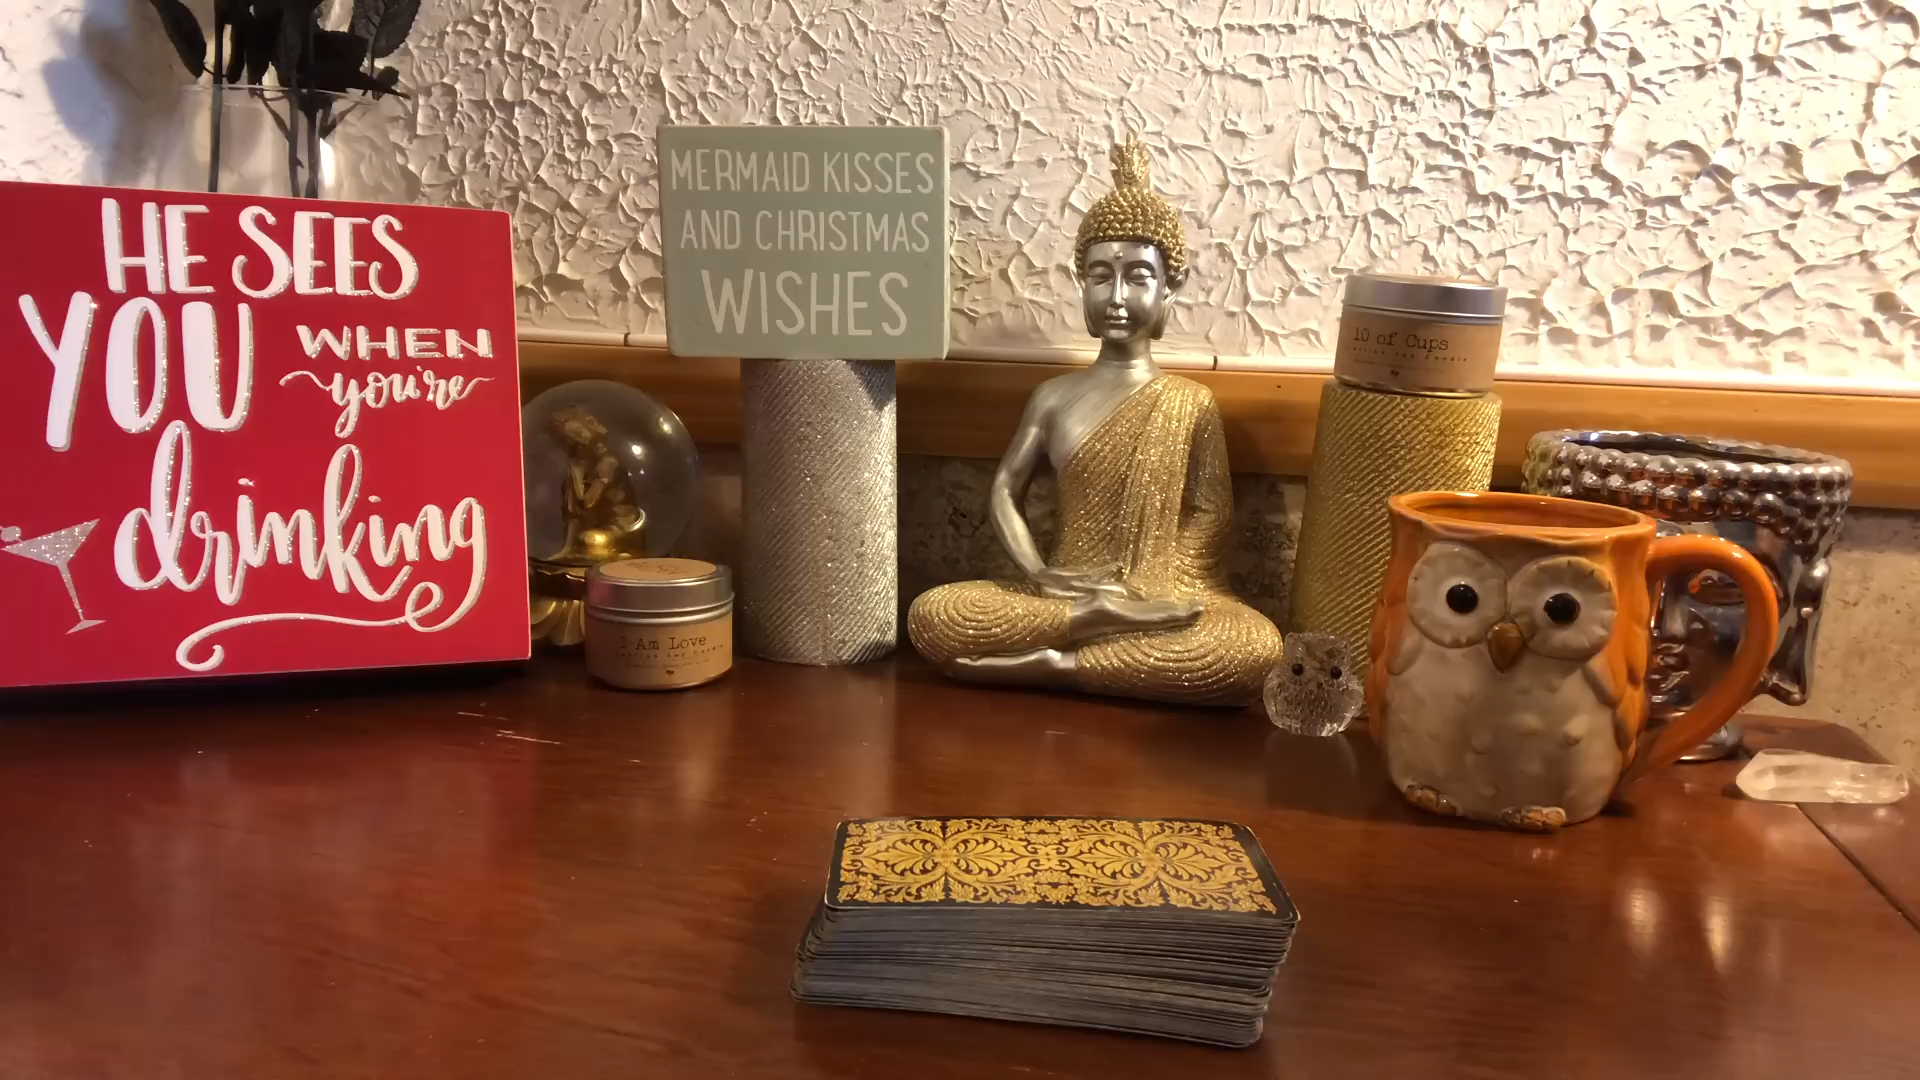 HE SEES
YOU WHEN
you're
drinking
MERMAID KISSES
AND CHRISTMAS
WISHES
10 of Cups
I Am Love